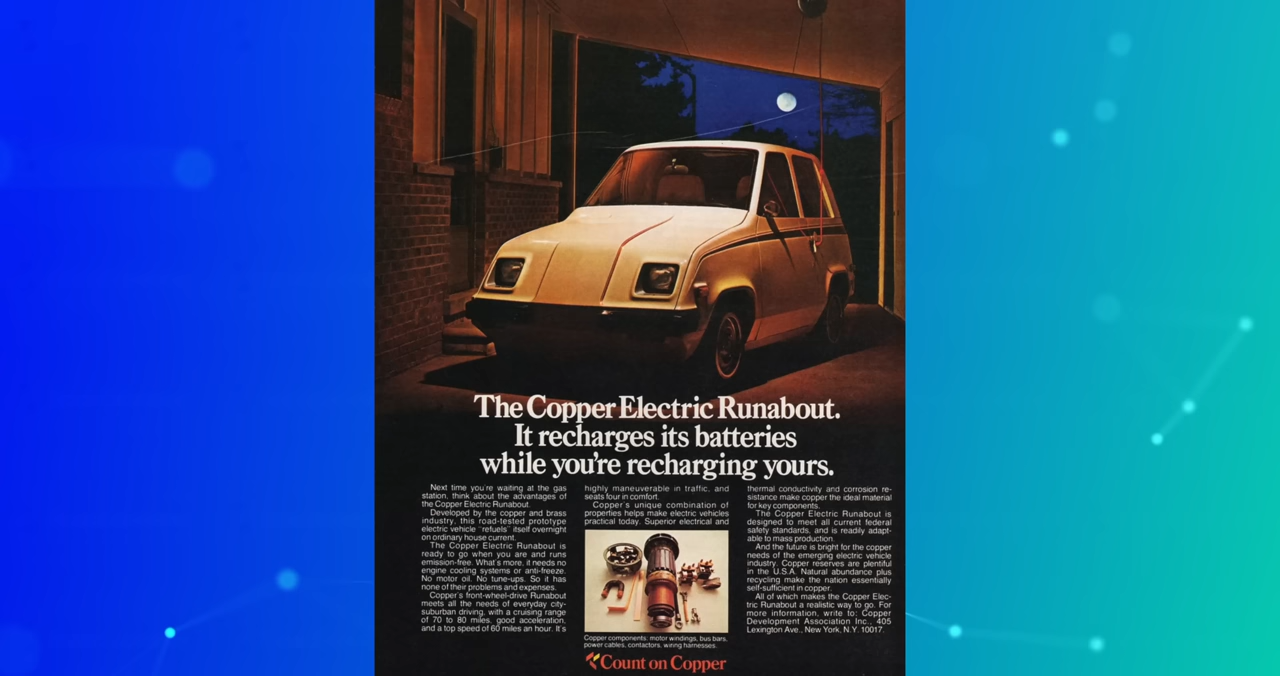 The Copper Electric Runabout.
It recharges its batteries
while you're recharging yours.
Next time you're waiting at the gas
station, think about the advantages of
the Copper Electric Runabout.
Developed by the copper and brass
industry, this road-tested prototype
electric vehicle "refuels" itself overnight
on ordinary house current.
The Copper Electric Runabout is
ready to go when you are and runs
emission-free. What's more, it needs no
engine cooling systems or anti-freeze.
No motor oil. No tune-ups. So it has
none of their problems and expenses.
Copper's front-wheel-drive Runabout
meets all the needs of everyday city-
suburban driving, with a cruising range
of 70 to 80 miles, good acceleration,
and a top speed of 60 miles an hour. It's
highly maneuverable in traffic, and
seats four in comfort.
Copper's unique combination of
properties helps make electric vehicles
practical today. Superior electrical and
Copper components: motor windings, bus bars,
power cables, contactors, wiring harnesses.
Count on Copper
thermal conductivity and corrosion re-
sistance make copper the ideal material
for key components.
The Copper Electric Runabout is
designed to meet all current federal
safety standards, and is readily adapt-
able to mass production.
And the future is bright for the copper
needs of the emerging electric vehicle
industry. Copper reserves are plentiful
in the U.S.A. Natural abundance plus
recycling make the nation essentially
self-sufficient in copper.
All of which makes the Copper Elec-
tric Runabout a realistic way to go. For
more information, write to: Copper
Development Association Inc., 405
Lexington Ave., New York, N.Y. 10017.